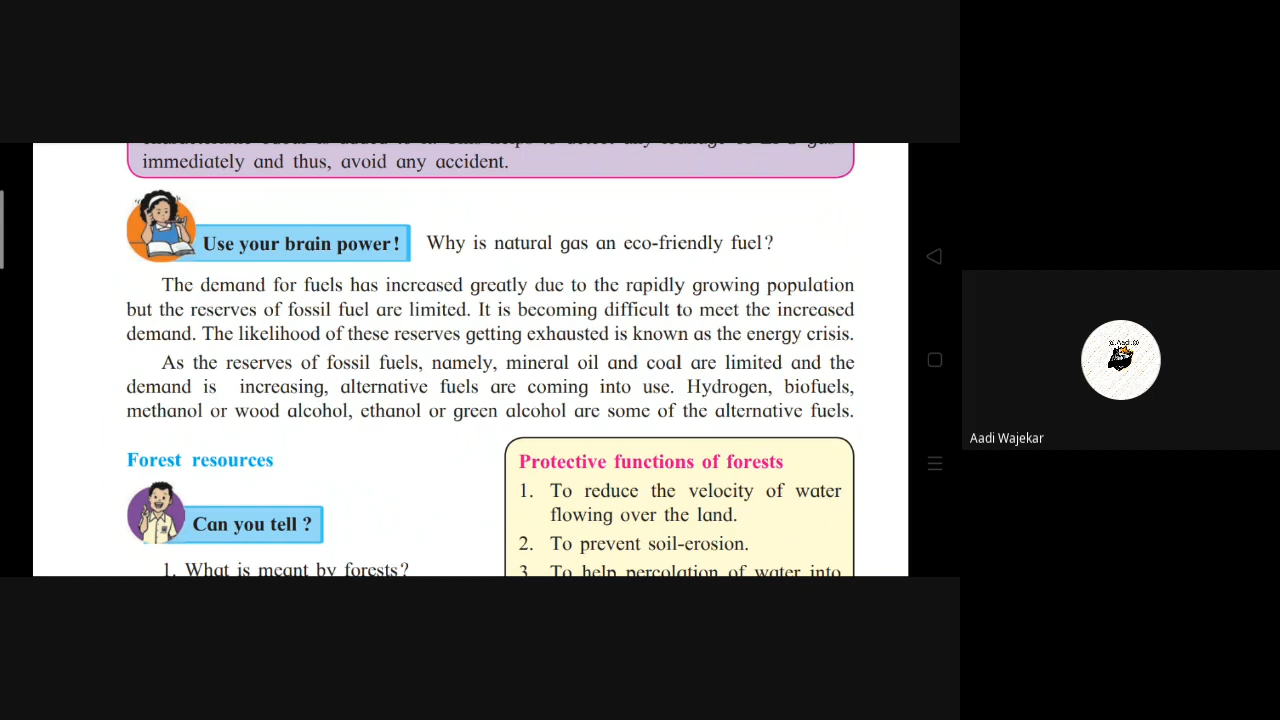 immediately and thus, avoid any accident.
Use your brain power!
Why is natural gas an eco-friendly fuel?
The demand for fuels has increased greatly due to the rapidly growing population
but the reserves of fossil fuel are limited. It is becoming difficult to meet the increased
demand. The likelihood of these reserves getting exhausted is known as the energy crisis.
As the reserves of fossil fuels, namely, mineral oil and coal are limited and the
demand is increasing, alternative fuels are coming into use. Hydrogen, biofuels,
methanol or wood alcohol, ethanol or green alcohol are some of the alternative fuels.
Forest resources
Can you tell ?
1. What is meant by forests?
Protective functions of forests
1. To reduce the velocity of water
flowing over the land.
2. To prevent soil-erosion.
3. To help percolation of water into
Aadi Wajekar